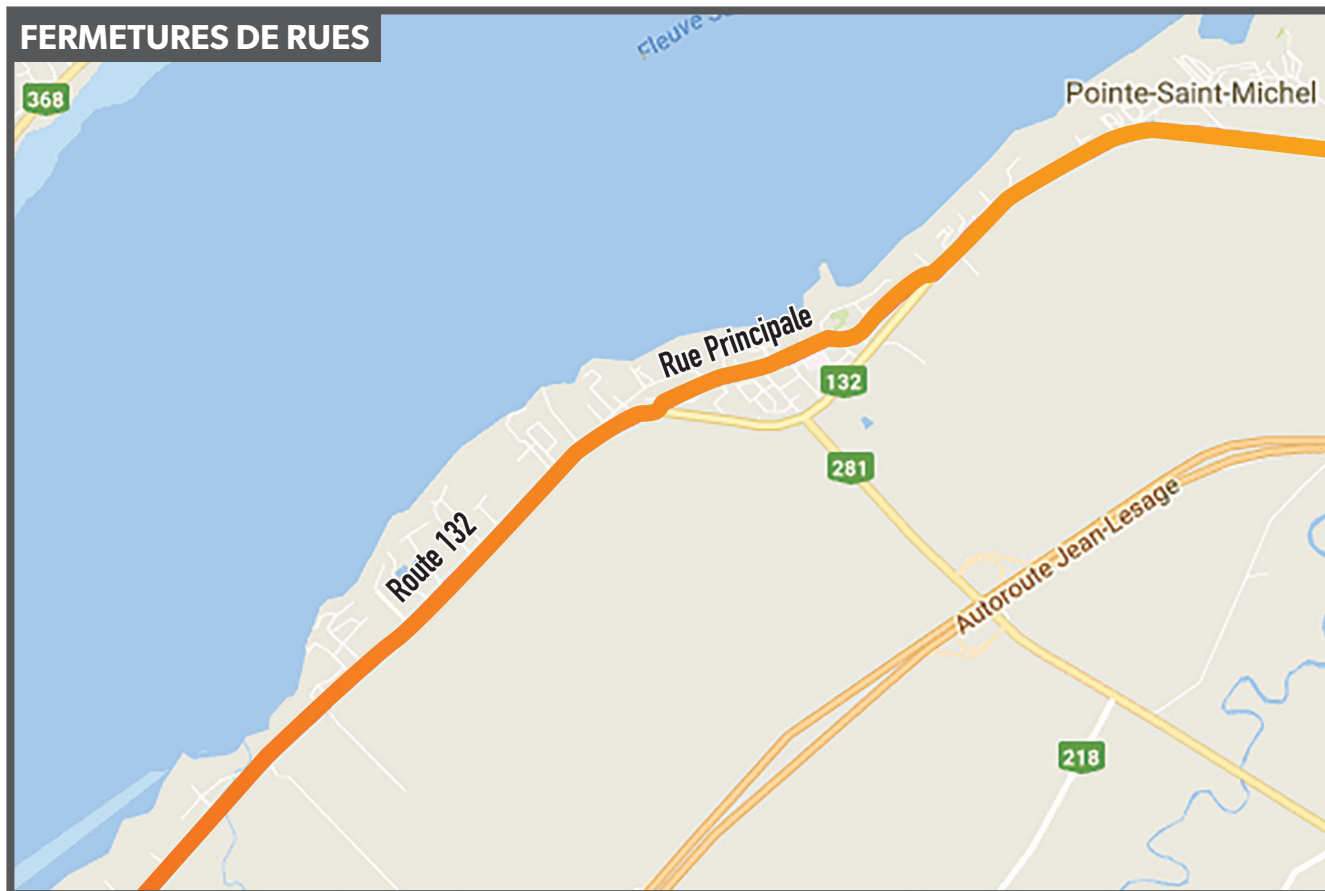 FERMETURES DE RUES
Fleuve
368
Pointe-Saint-Michel
Rue Principale
132
281
Route 132
Autoroute Jean-Lesage
218